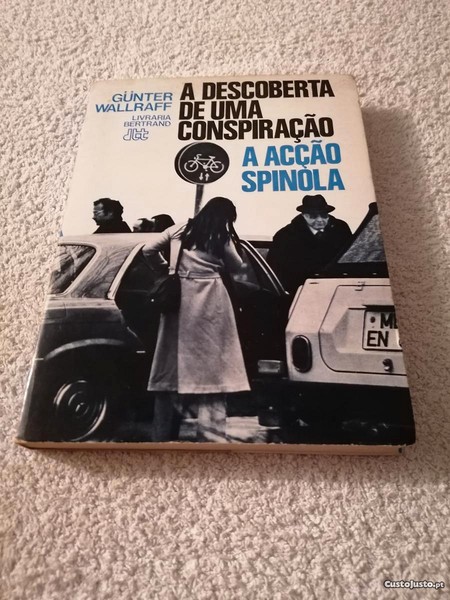 GÜNTER
WALLRAFF
LIVRARIA
BERTRAND
A DESCOBERTA
DE UMA
CONSPIRAÇÃO
A ACÇÃO
SPINOLA
EN
CustoJusto.pt